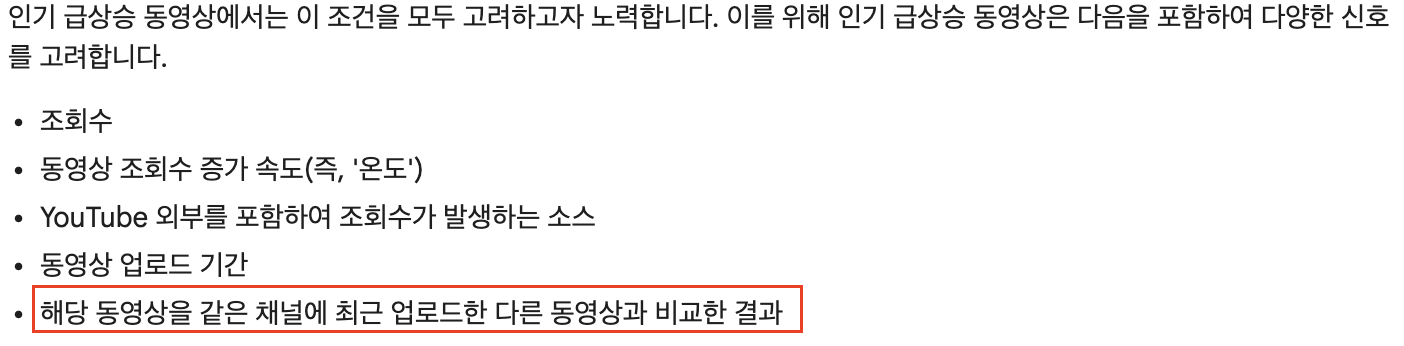 인기 급상승 동영상에서는 이 조건을 모두 고려하고자 노력합니다. 이를 위해 인기 급상승 동영상은 다음을 포함하여 다양한 신호
를 고려합니다.
• 조회수
• 동영상 조회수 증가 속도(즉, '온도')
• YouTube 외부를 포함하여 조회수가 발생하는 소스
• 동영상 업로드 기간
• 해당 동영상을 같은 채널에 최근 업로드한 다른 동영상과 비교한 결과